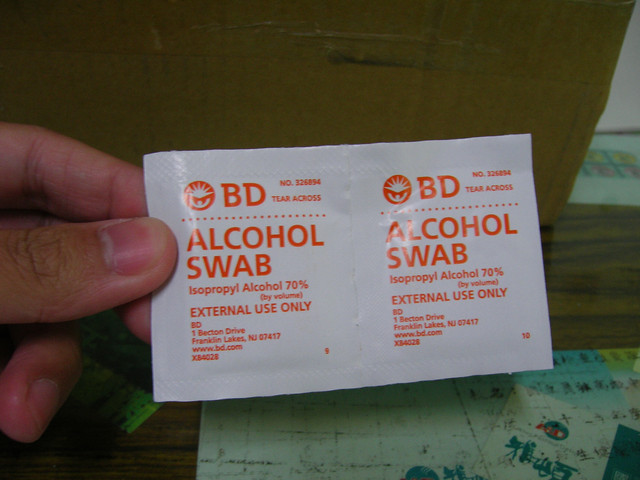 BD
NO. 326894
TEAR ACROSS
ALCOHOL
SWAB
Isopropyl Alcohol 70%
(by volume)
EXTERNAL USE ONLY
BD
1 Becton Drive
Franklin Lakes, NJ 07417
www.bd.com
X84028
9
BD
NO. 326894
TEAR ACROSS
ALCOHOL
SWAB
Isopropyl Alcohol 70%
(by volume)
EXTERNAL USE ONLY
BD
1 Becton Drive
Franklin Lakes, NJ 07417
www.bd.com
X84028
10